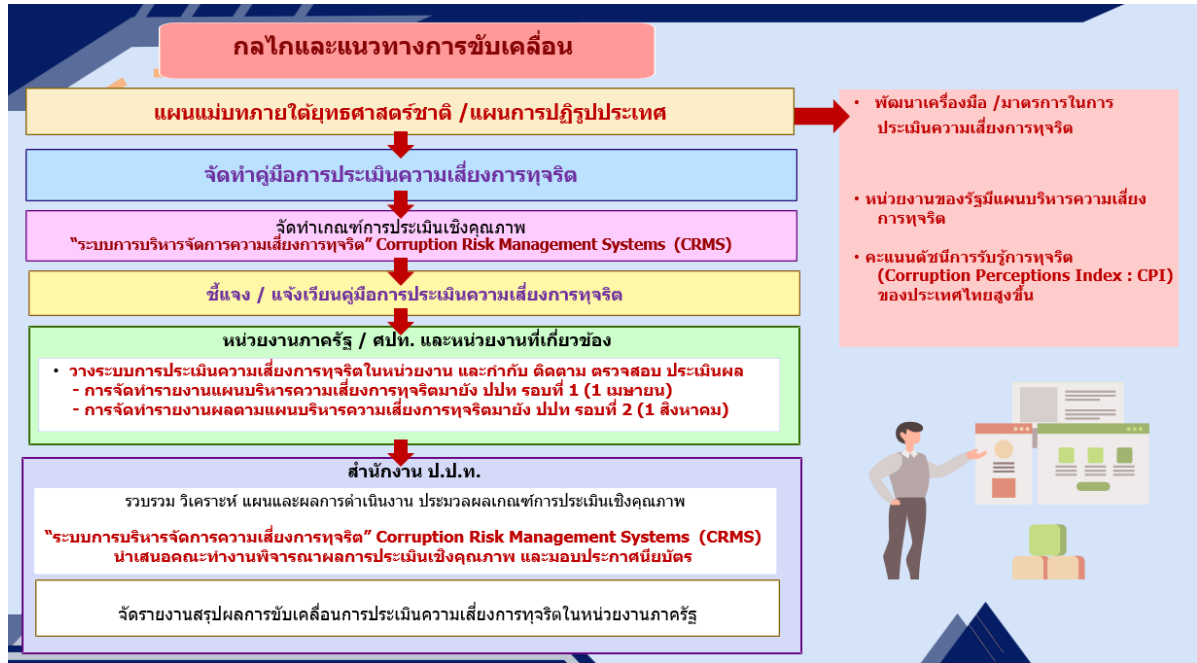 กลไกและแนวทางการขับเคลื่อน
แผนแม่บทภายใต้ยุทธศาสตร์ชาติ /แผนการปฏิรูปประเทศ
จัดทำคู่มือการประเมินความเสี่ยงการทุจริต
จัดทำเกณฑ์การประเมินเชิงคุณภาพ
“ระบบการบริหารจัดการความเสี่ยงการทุจริต” Corruption Risk Management Systems (CRMS)
ชี้แจง / แจ้งเวียนคู่มือการประเมินความเสี่ยงการทุจริต
หน่วยงานภาครัฐ / ศปท. และหน่วยงานที่เกี่ยวข้อง
• วางระบบการประเมินความเสี่ยงการทุจริตในหน่วยงาน และกำกับ ติดตาม ตรวจสอบ ประเมินผล
- การจัดทำรายงานแผนบริหารความเสี่ยงการทุจริตมายัง ปปท รอบที่ 1 (1 เมษายน)
- การจัดทำรายงานผลตามแผนบริหารความเสี่ยงการทุจริตมายัง ปปท รอบที่ 2 (1 สิงหาคม)
สำนักงาน ป.ป.ท.
รวบรวม วิเคราะห์ แผนและผลการดำเนินงาน ประมวลผลเกณฑ์การประเมินเชิงคุณภาพ
“ระบบการบริหารจัดการความเสี่ยงการทุจริต” Corruption Risk Management Systems (CRMS)
นำเสนอคณะทำงานพิจารณาผลการประเมินเชิงคุณภาพ และมอบประกาศนียบัตร
จัดรายงานสรุปผลการขับเคลื่อนการประเมินความเสี่ยงการทุจริตในหน่วยงานภาครัฐ
• พัฒนาเครื่องมือ /มาตรการในการ
ประเมินความเสี่ยงการทุจริต
• หน่วยงานของรัฐมีแผนบริหารความเสี่ยง
การทุจริต
• คะแนนดัชนีการรับรู้การทุจริต
(Corruption Perceptions Index : CPI)
ของประเทศไทยสูงขึ้น